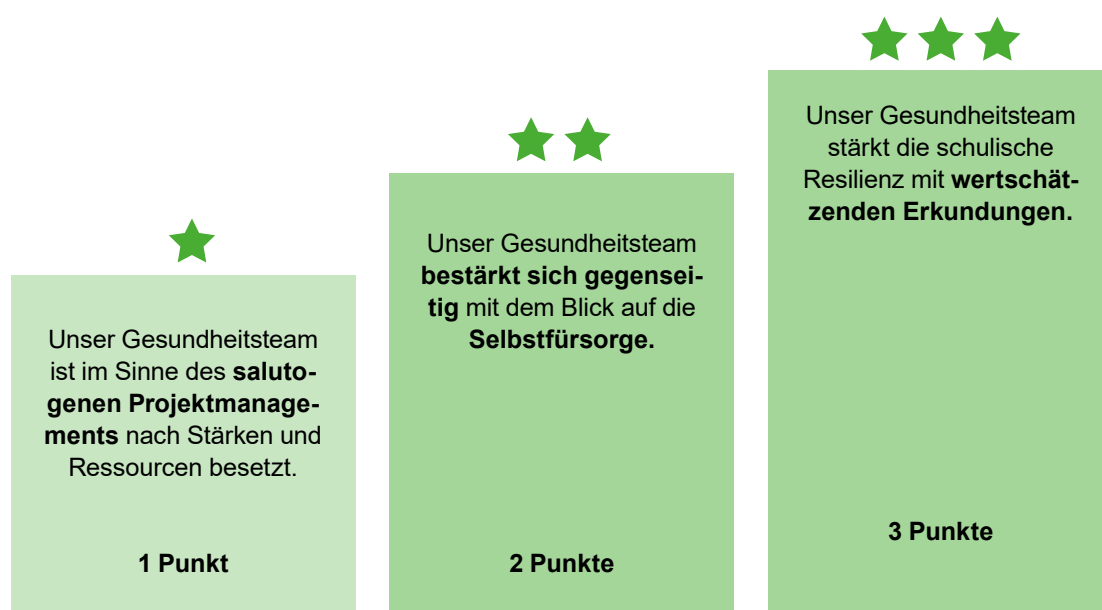 Unser Gesundheitsteam
ist im Sinne des saluto-
genen Projektmanage-
ments nach Stärken und
Ressourcen besetzt.
1 Punkt
Unser Gesundheitsteam
bestärkt sich gegensei-
tig mit dem Blick auf die
Selbstfürsorge.
2 Punkte
Unser Gesundheitsteam
stärkt die schulische
Resilienz mit wertschät-
zenden Erkundungen.
3 Punkte